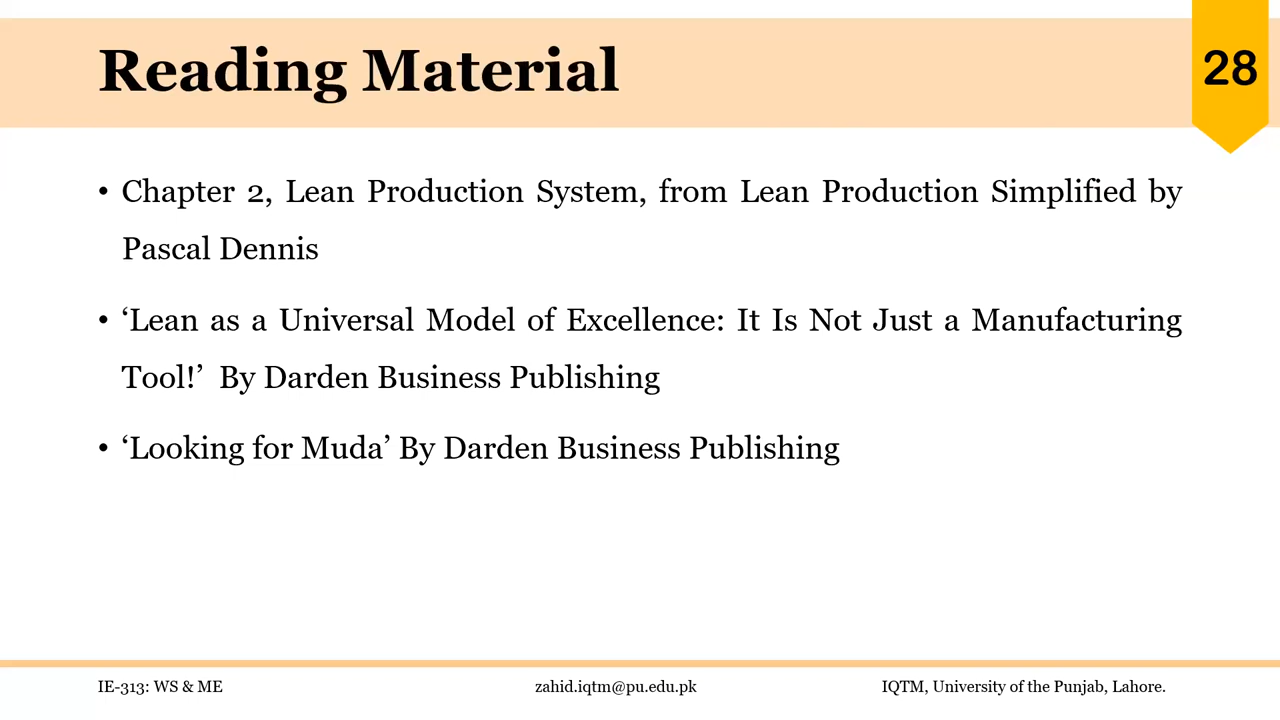 Reading Material
28
• Chapter 2, Lean Production System, from Lean Production Simplified by
Pascal Dennis
• ‘Lean as a Universal Model of Excellence: It Is Not Just a Manufacturing
Tool!’  By Darden Business Publishing
• ‘Looking for Muda’ By Darden Business Publishing
IE-313: WS & ME
zahid.iqtm@pu.edu.pk
IQTM, University of the Punjab, Lahore.